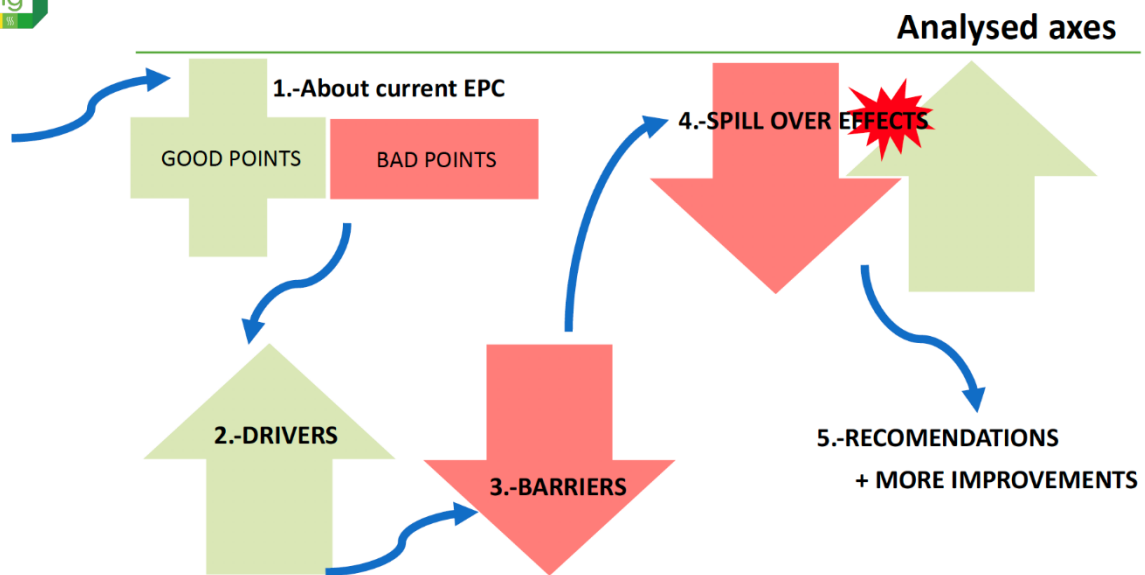 Analysed axes
1.-About current EPC
GOOD POINTS
BAD POINTS
2.-DRIVERS
3.-BARRIERS
4.-SPILL OVER EFFECTS
5.-RECOMENDATIONS
+ MORE IMPROVEMENTS